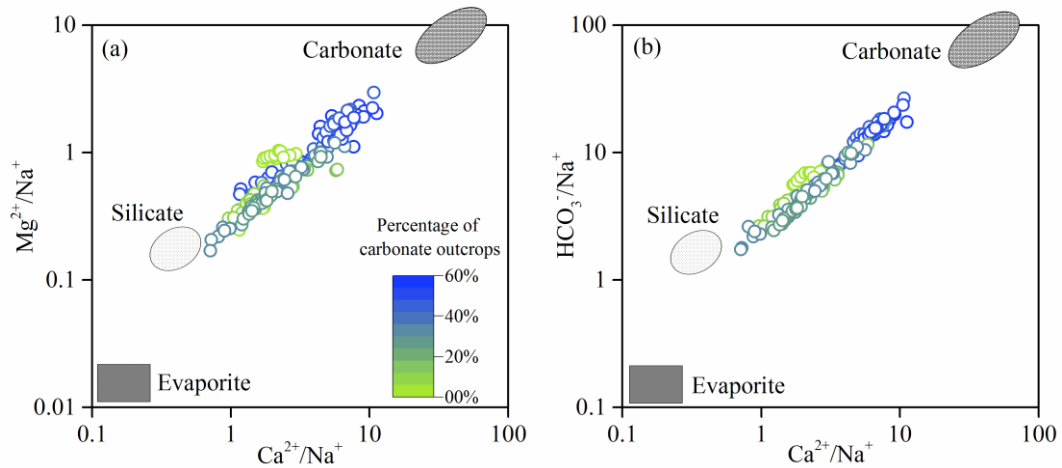 (a)
Carbonate
Silicate
Evaporite
Percentage of
carbonate outcrops
60%
40%
20%
00%
10
1
0.1
0.01
Mg²⁺/Na⁺
0.1
1
10
100
Ca²⁺/Na⁺
(b)
Carbonate
Silicate
Evaporite
100
10
1
0.1
HCO₃⁻/Na⁺
0.1
1
10
100
Ca²⁺/Na⁺